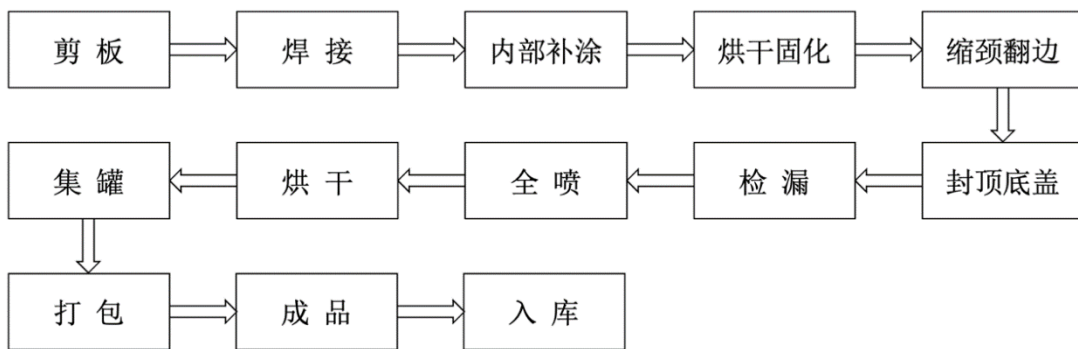 剪 板
焊 接
内部补涂
烘干固化
缩颈翻边
封顶底盖
检 漏
全 喷
烘 干
集 罐
打 包
成 品
入 库